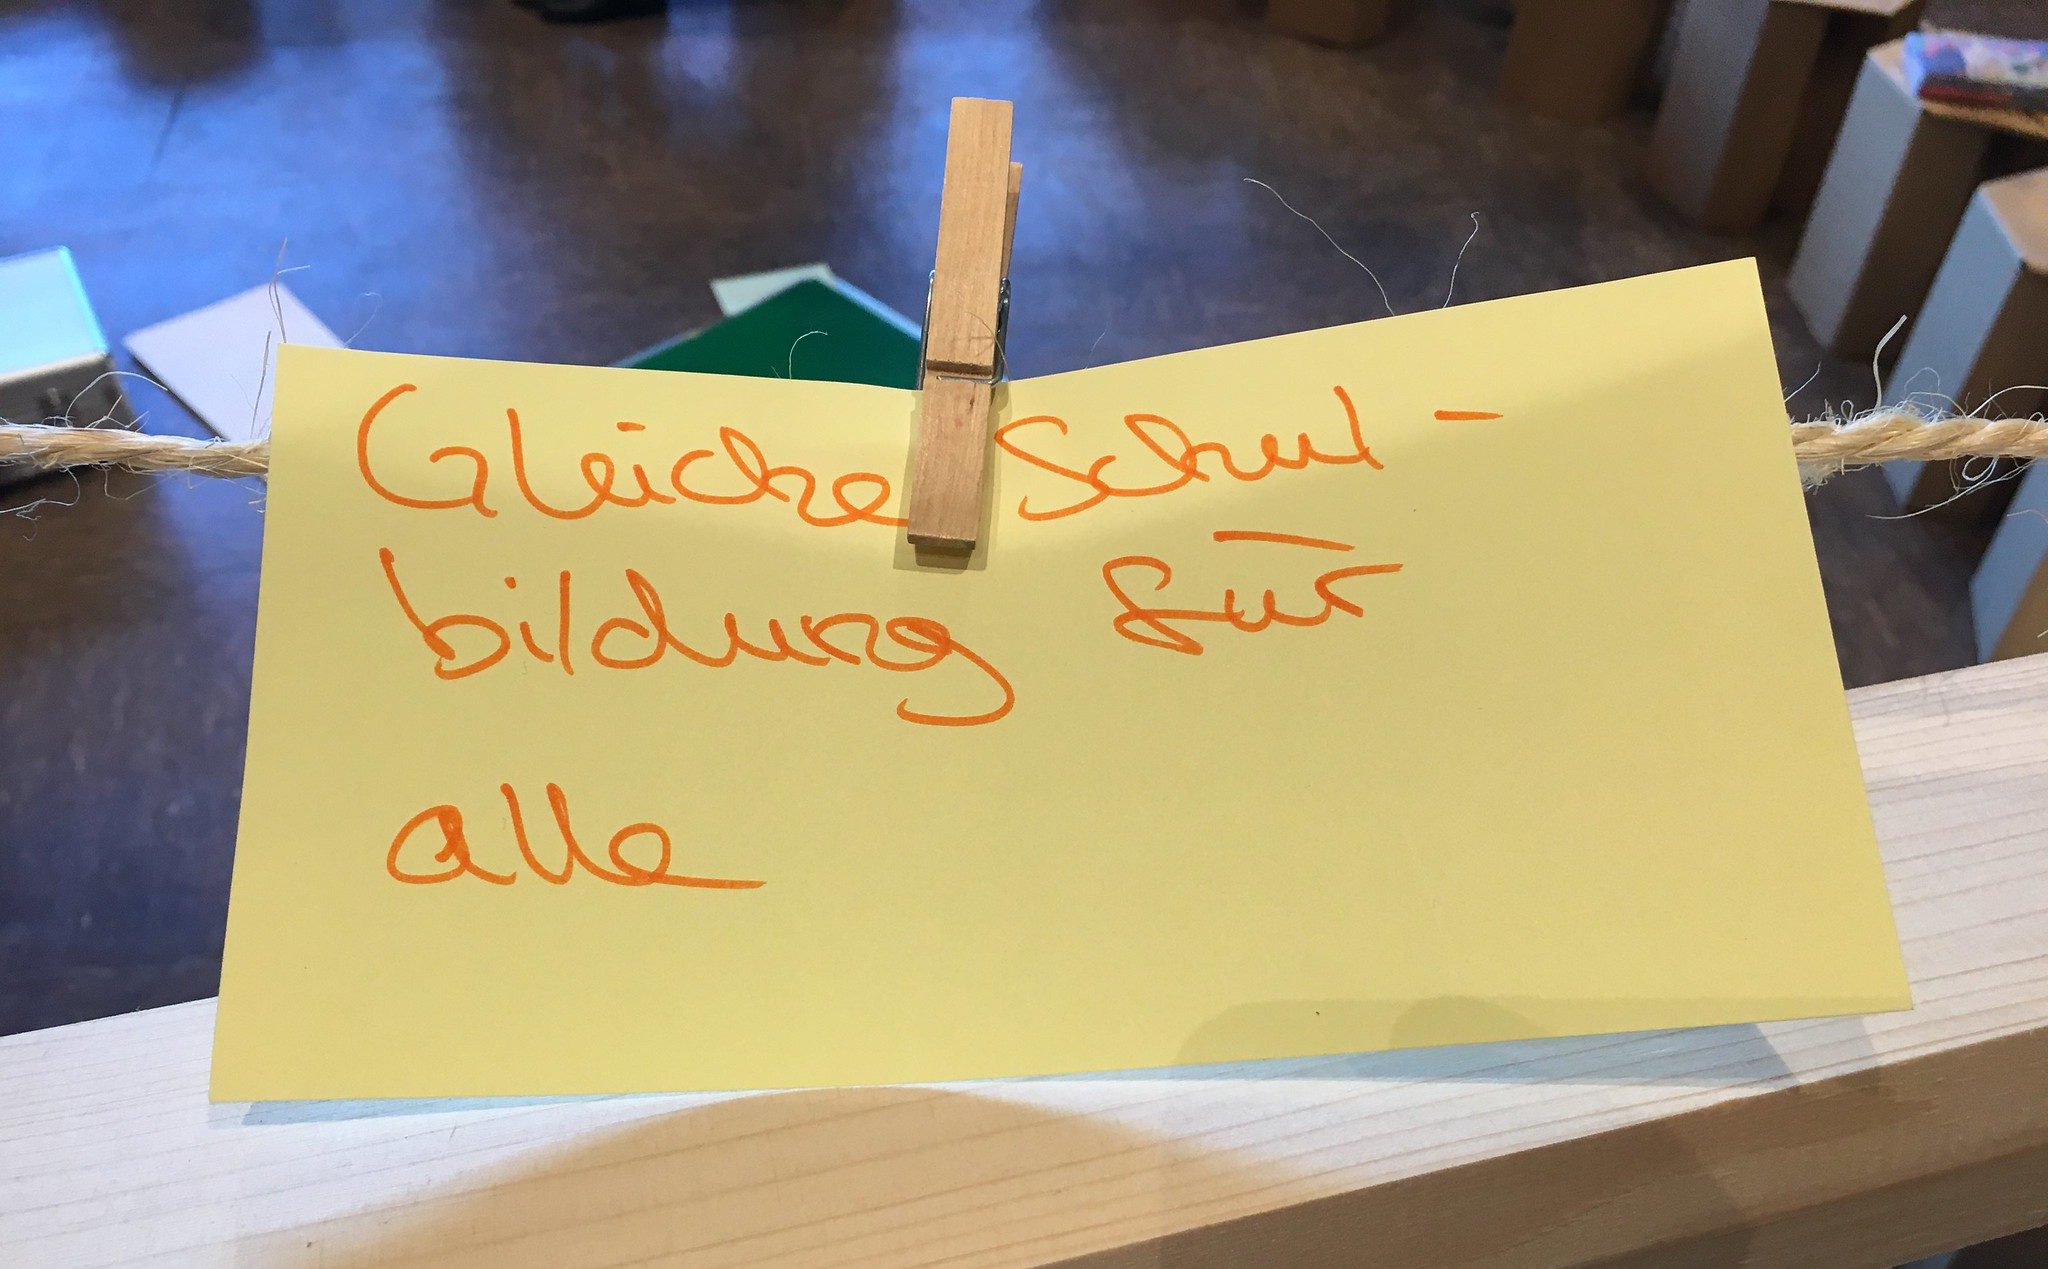 Gleiche Schul-
bildung für
alle